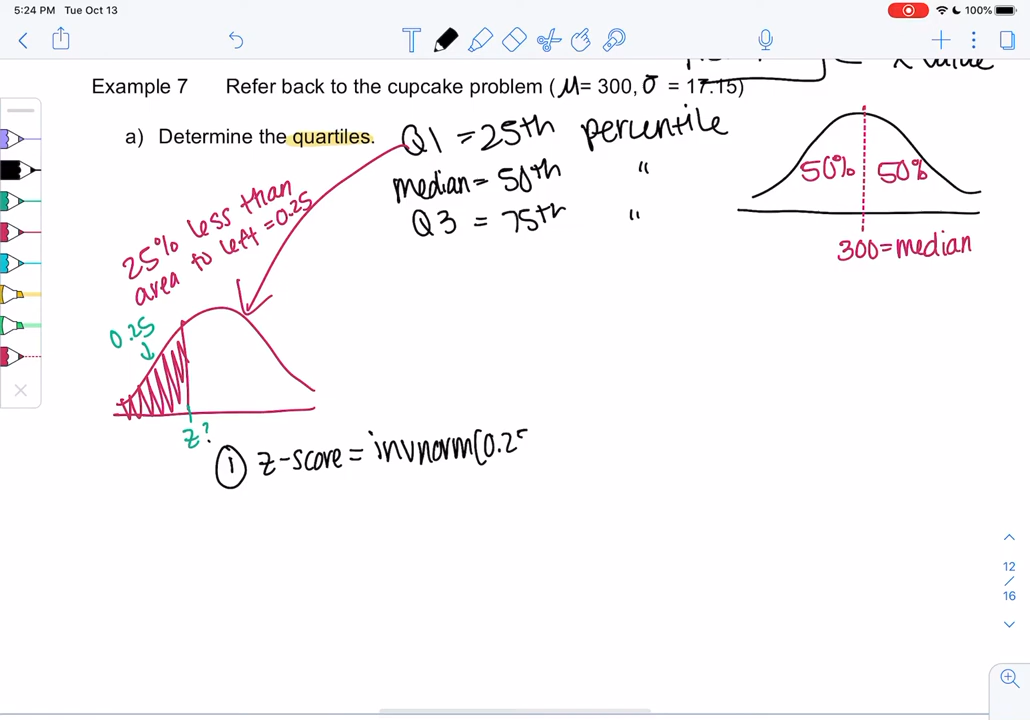 5:24 PM Tue Oct 13
100%
x value
Example 7 Refer back to the cupcake problem (μ= 300, σ = 17.15)
a) Determine the quartiles.
Q1 = 25th percentile
median = 50th "
Q3 = 75th "
50% 50%
300=median
25% less than
area to left = 0.25
0.25
z?
① z-score = invnorm(0.25
12
/
16